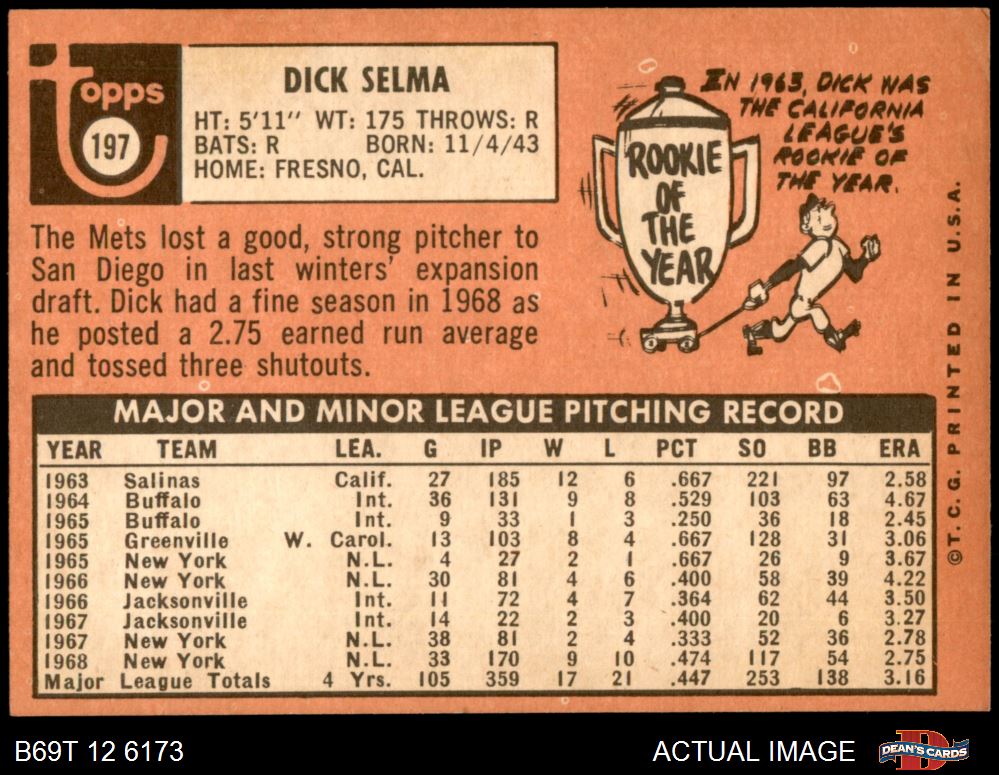 topps
197
DICK SELMA
HT: 5'11" WT: 175 THROWS: R
BATS: R BORN: 11/4/43
HOME: FRESNO, CAL.
IN 1963, DICK WAS
THE CALIFORNIA
LEAGUE'S
ROOKIE OF
THE YEAR.
ROOKIE
OF
THE
YEAR
The Mets lost a good, strong pitcher to
San Diego in last winters' expansion
draft. Dick had a fine season in 1968 as
he posted a 2.75 earned run average
and tossed three shutouts.
MAJOR AND MINOR LEAGUE PITCHING RECORD
YEAR TEAM LEA. G IP W L PCT SO BB ERA
1963 Salinas Calif. 27 185 12 6 .667 221 97 2.58
1964 Buffalo Int. 36 131 9 8 .529 103 63 4.67
1965 Buffalo Int. 9 33 1 3 .250 36 18 2.45
1965 Greenville W. Carol. 13 103 8 4 .667 128 31 3.06
1965 New York N.L. 4 27 2 1 .667 26 9 3.67
1966 New York N.L. 30 81 4 6 .400 58 39 4.22
1966 Jacksonville Int. 11 72 4 7 .364 62 44 3.50
1967 Jacksonville Int. 14 22 2 3 .400 20 6 3.27
1967 New York N.L. 38 81 2 4 .333 52 36 2.78
1968 New York N.L. 33 170 9 10 .474 117 54 2.75
Major League Totals 4 Yrs. 105 359 17 21 .447 253 138 3.16
©T.C.G. PRINTED IN U.S.A.
B69T 12 6173
ACTUAL IMAGE
DEAN'S CARDS